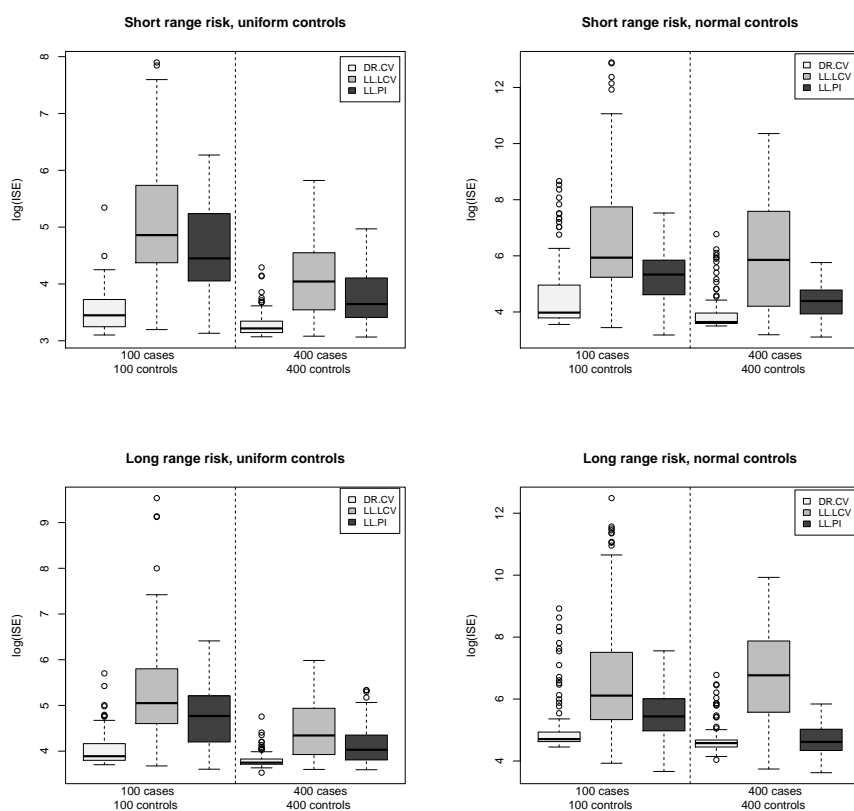 Short range risk, uniform controls
DR.CV
LL.LCV
LL.PI
log(ISE)
8
7
6
5
4
3
100 cases
100 controls
400 cases
400 controls
Short range risk, normal controls
DR.CV
LL.LCV
LL.PI
log(ISE)
12
10
8
6
4
100 cases
100 controls
400 cases
400 controls
Long range risk, uniform controls
DR.CV
LL.LCV
LL.PI
log(ISE)
9
8
7
6
5
4
100 cases
100 controls
400 cases
400 controls
Long range risk, normal controls
DR.CV
LL.LCV
LL.PI
log(ISE)
12
10
8
6
4
100 cases
100 controls
400 cases
400 controls